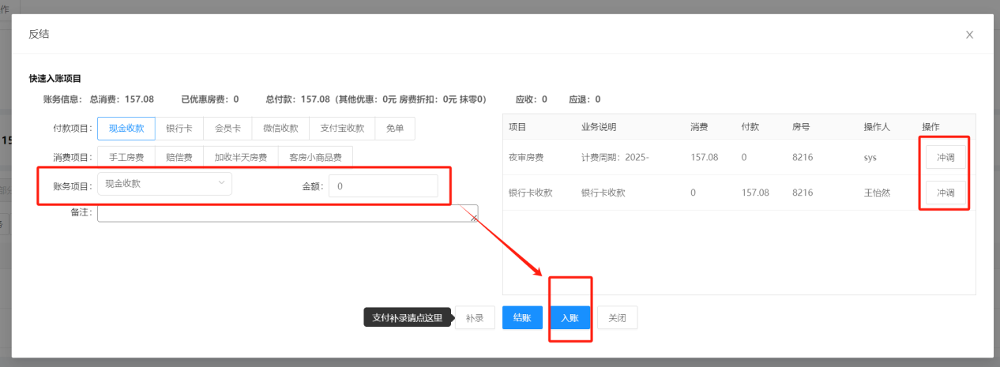 作
反结
快速入账项目
账务信息： 总消费：157.08 已优惠房费：0 总付款：157.08（其他优惠：0元 房费折扣：0元 抹零0） 应收：0 应退：0
付款项目： 现金收款 银行卡 会员卡 微信收款 支付宝收款 免单
消费项目： 手工房费 赔偿费 加收半天房费 客房小商品费
账务项目： 现金收款 金额： 0
备注：
项目 业务说明 消费 付款 房号 操作人 操作
夜审房费 计费周期：2025- 157.08 0 8216 sys 冲调
银行卡收款 银行卡收款 0 157.08 8216 王怡然 冲调
支付补录请点这里 补录 结账 入账 关闭